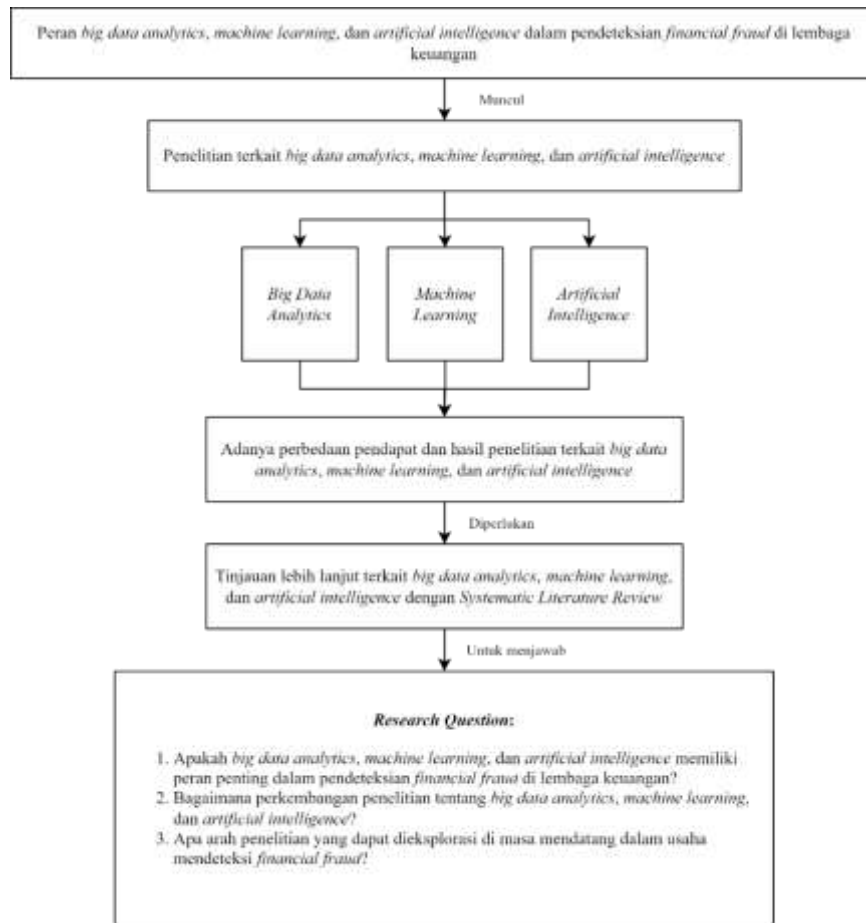 Peran big data analytics, machine learning, dan artificial intelligence dalam pendeteksian financial fraud di lembaga
keuangan
Muncul
Penelitian terkait big data analytics, machine learning, dan artificial intelligence
Big Data
Analytics
Machine
Learning
Artificial
Intelligence
Adanya perbedaan pendapat dan hasil penelitian terkait big data
analytics, machine learning, dan artificial intelligence
Diperlukan
Tinjauan lebih lanjut terkait big data analytics, machine learning,
dan artificial intelligence dengan Systematic Literature Review
Untuk menjawab
Research Question:
1. Apakah big data analytics, machine learning, dan artificial intelligence memiliki
peran penting dalam pendeteksian financial fraud di lembaga keuangan?
2. Bagaimana perkembangan penelitian tentang big data analytics, machine learning,
dan artificial intelligence?
3. Apa arah penelitian yang dapat dieksplorasi di masa mendatang dalam usaha
mendeteksi financial fraud?